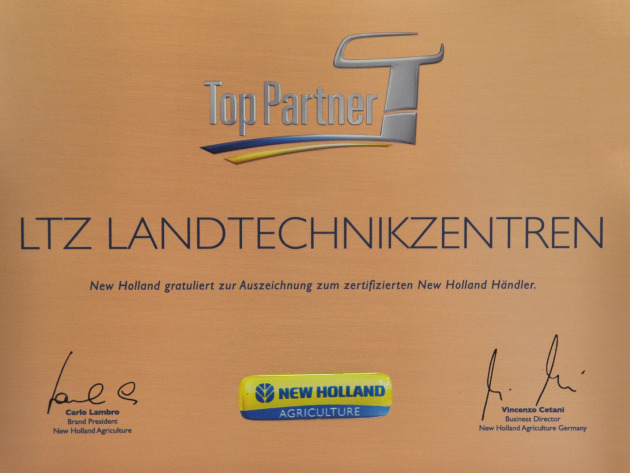 Top Partner
LTZ LANDTECHNIKZENTREN
New Holland gratuliert zur Auszeichnung zum zertifizierten New Holland Händler.
Carlo Lambro
Brand President
New Holland Agriculture
NEW HOLLAND
AGRICULTURE
Vincenzo Cetani
Business Director
New Holland Agriculture Germany